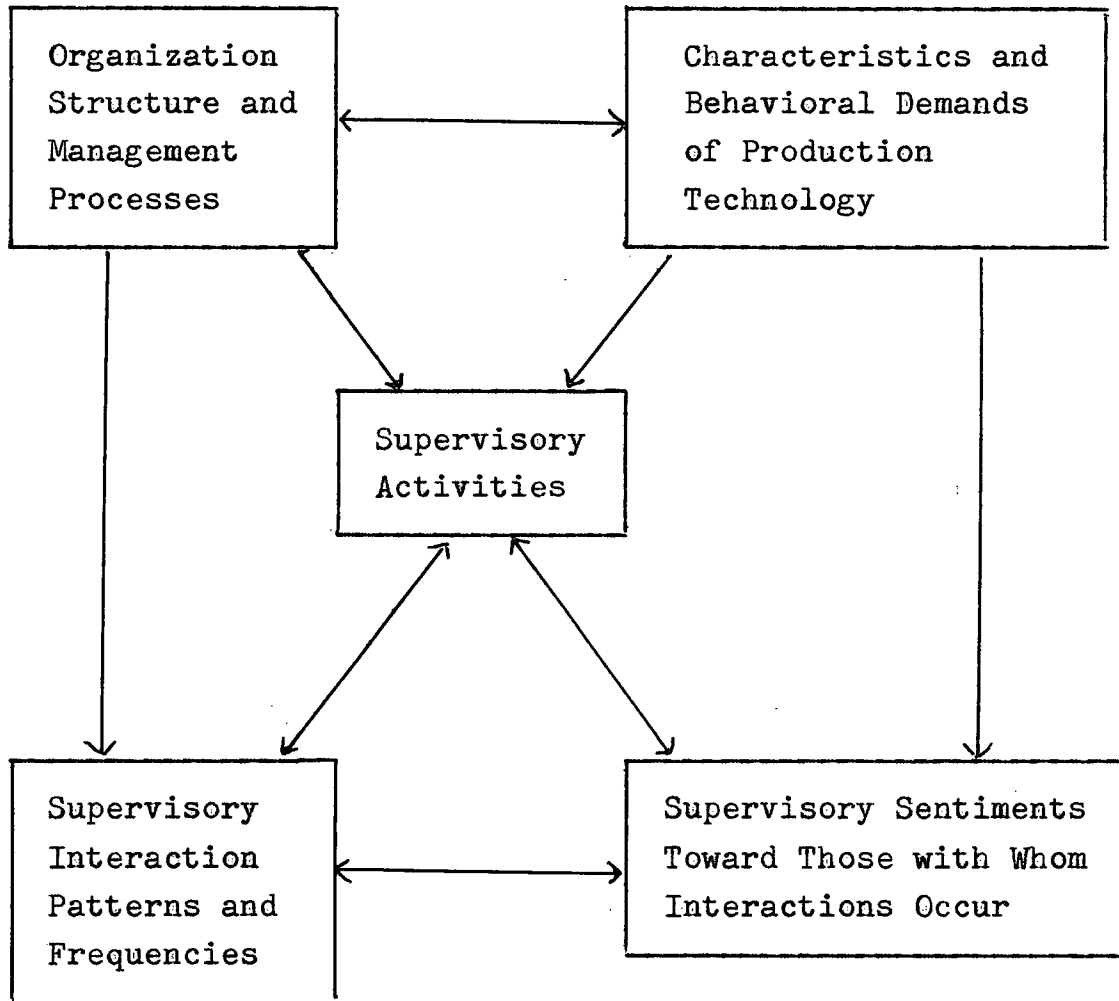 Organization
Structure and
Management
Processes
Characteristics and
Behavioral Demands
of Production
Technology
Supervisory
Activities
Supervisory
Interaction
Patterns and
Frequencies
Supervisory Sentiments
Toward Those with Whom
Interactions Occur